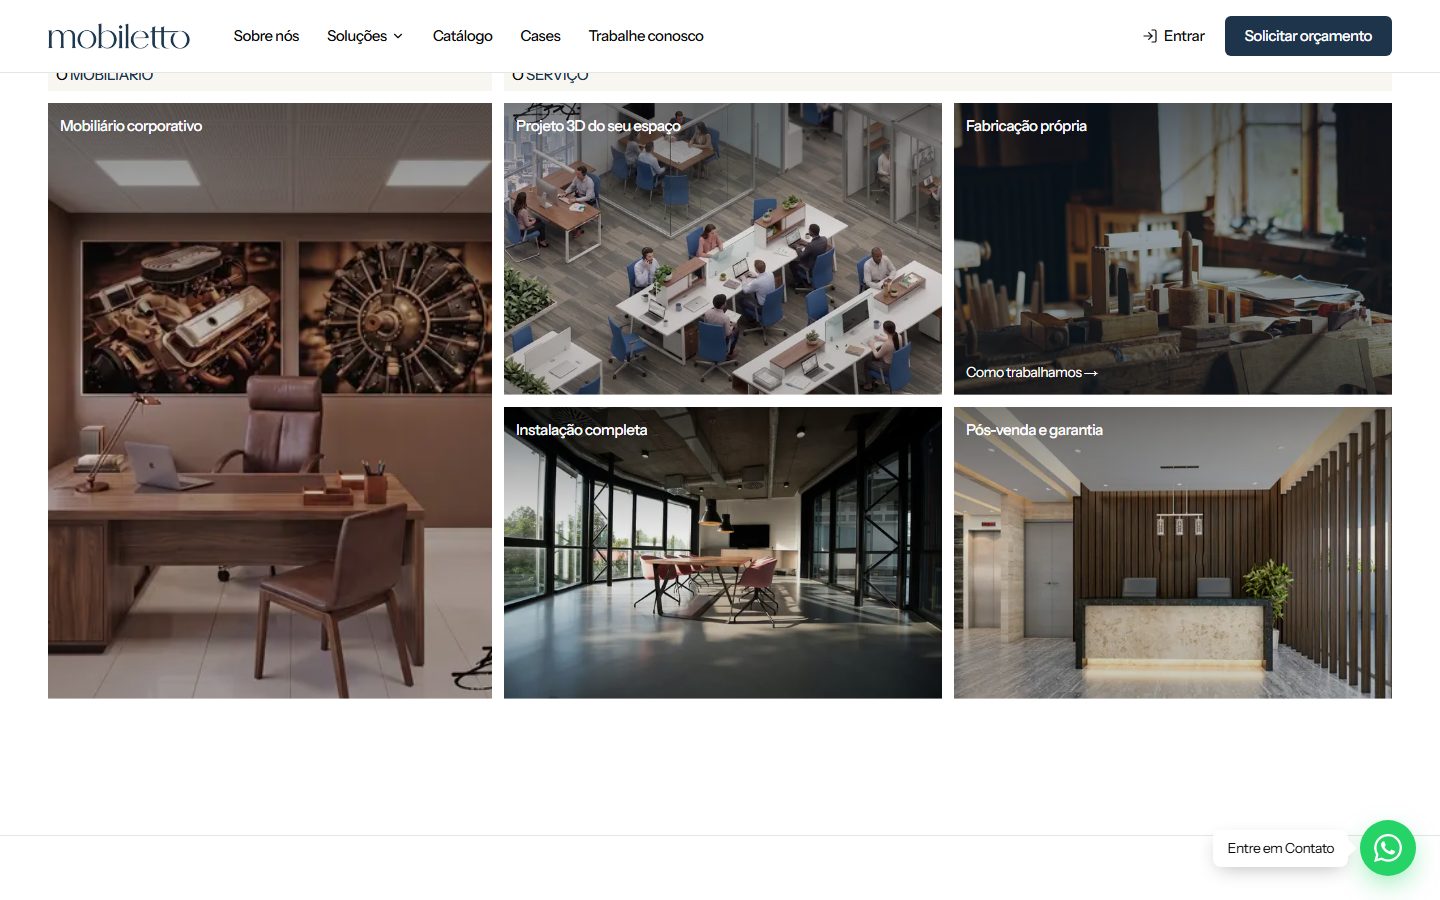 mobiletto
Sobre nós
Soluções
Catálogo
Cases
Trabalhe conosco
Entrar
Solicitar orçamento
O MOBILIÁRIO
O SERVIÇO
Mobiliário corporativo
Projeto 3D do seu espaço
Fabricação própria
Como trabalhamos →
Instalação completa
Pós-venda e garantia
Entre em Contato